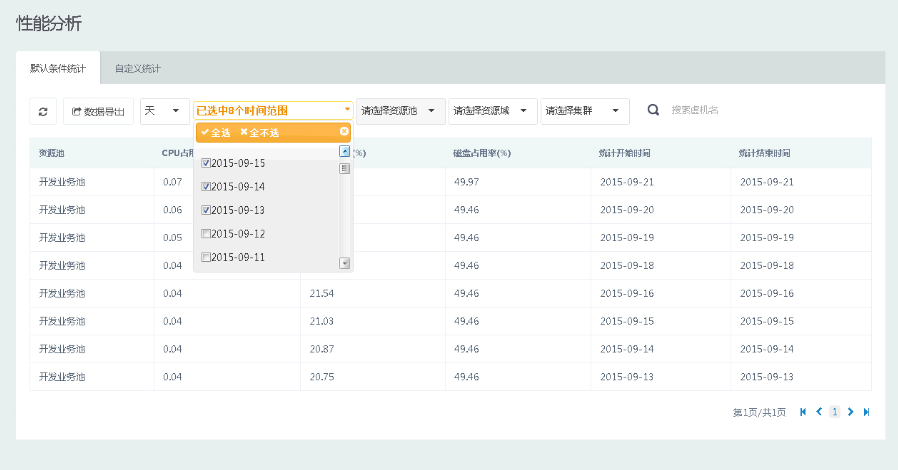 性能分析
默认条件统计 自定义统计
数据导出 天 已选中8个时间范围 请选择资源池 请选择资源域 请选择集群 搜索虚机名
全选 全不选
资源池 CPU占用 (%) 磁盘占用率(%) 统计开始时间 统计结束时间
2015-09-15
开发业务池 0.07 49.97 2015-09-21 2015-09-21
2015-09-14
开发业务池 0.06 49.46 2015-09-20 2015-09-20
2015-09-13
开发业务池 0.05 49.46 2015-09-19 2015-09-19
2015-09-12
开发业务池 0.04 49.46 2015-09-18 2015-09-18
2015-09-11
开发业务池 0.04 21.54 49.46 2015-09-16 2015-09-16
开发业务池 0.04 21.03 49.46 2015-09-15 2015-09-15
开发业务池 0.04 20.87 49.46 2015-09-14 2015-09-14
开发业务池 0.04 20.75 49.46 2015-09-13 2015-09-13
第1页/共1页 1